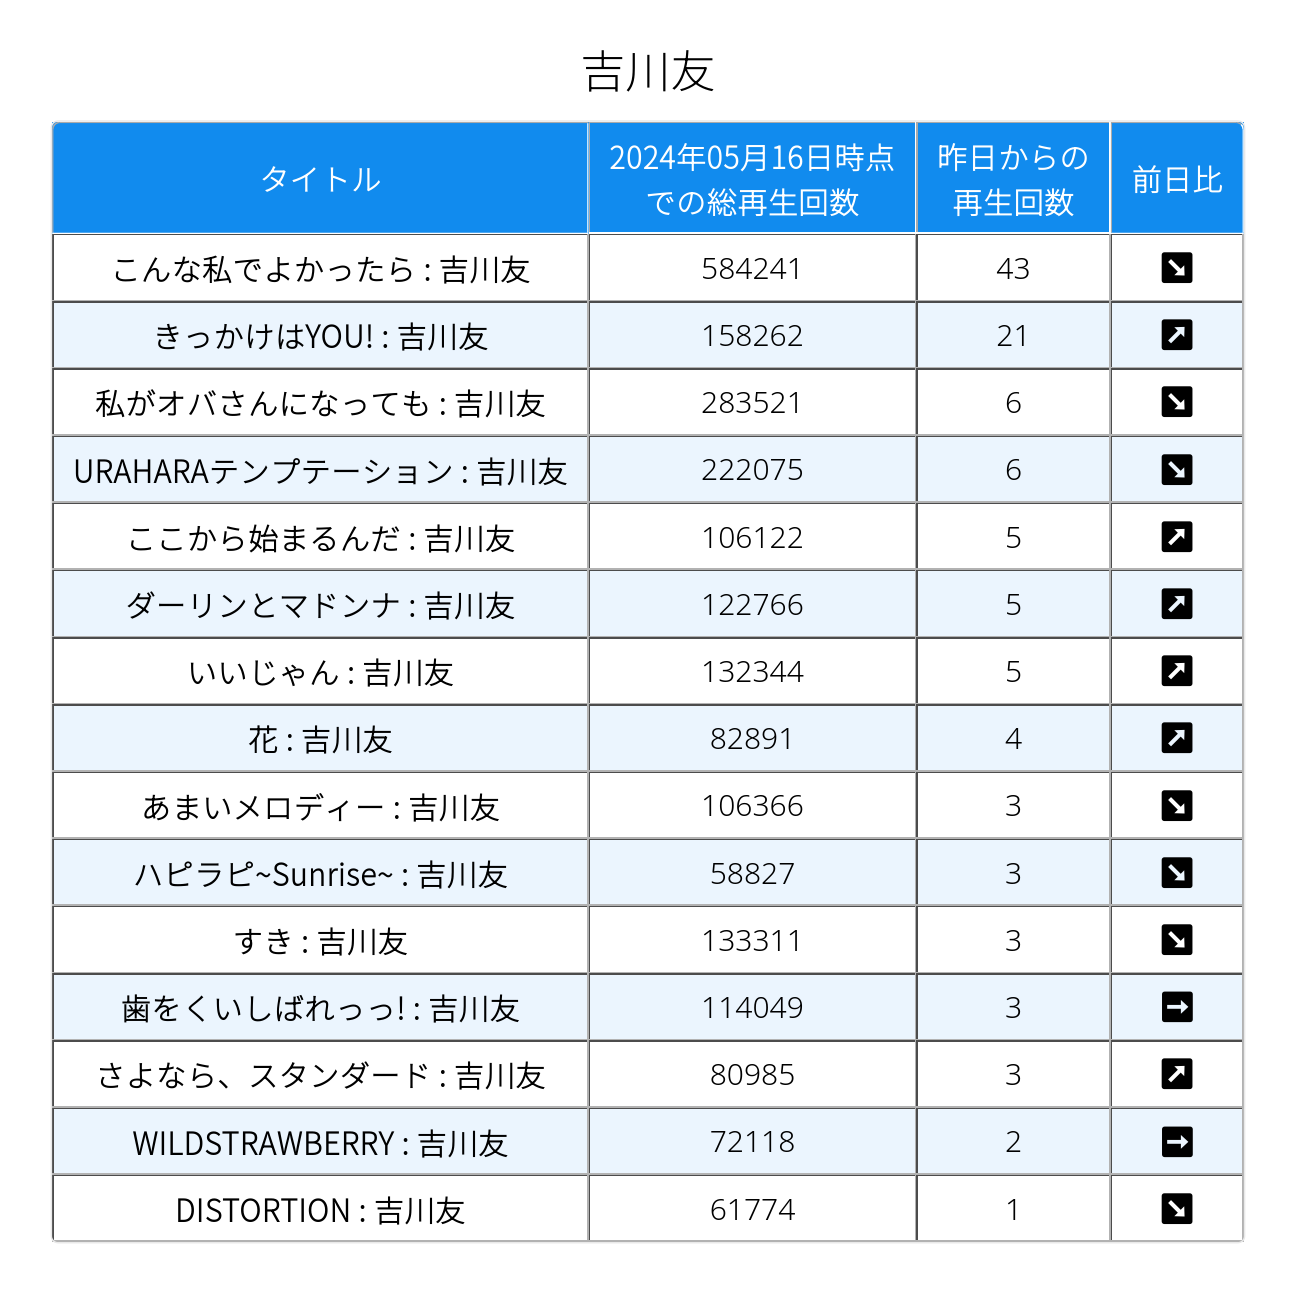 吉川友
タイトル
2024年05月16日時点
での総再生回数
昨日からの
再生回数
前日比
こんな私でよかったら : 吉川友 584241 43 ↘
きっかけはYOU! : 吉川友 158262 21 ↗
私がオバさんになっても : 吉川友 283521 6 ↘
URAHARAテンプテーション : 吉川友 222075 6 ↘
ここから始まるんだ : 吉川友 106122 5 ↗
ダーリンとマドンナ : 吉川友 122766 5 ↗
いいじゃん : 吉川友 132344 5 ↗
花 : 吉川友 82891 4 ↗
あまいメロディー : 吉川友 106366 3 ↘
ハピラピ~Sunrise~ : 吉川友 58827 3 ↘
すき : 吉川友 133311 3 ↘
歯をくいしばれっっ! : 吉川友 114049 3 →
さよなら、スタンダード : 吉川友 80985 3 ↗
WILDSTRAWBERRY : 吉川友 72118 2 →
DISTORTION : 吉川友 61774 1 ↘